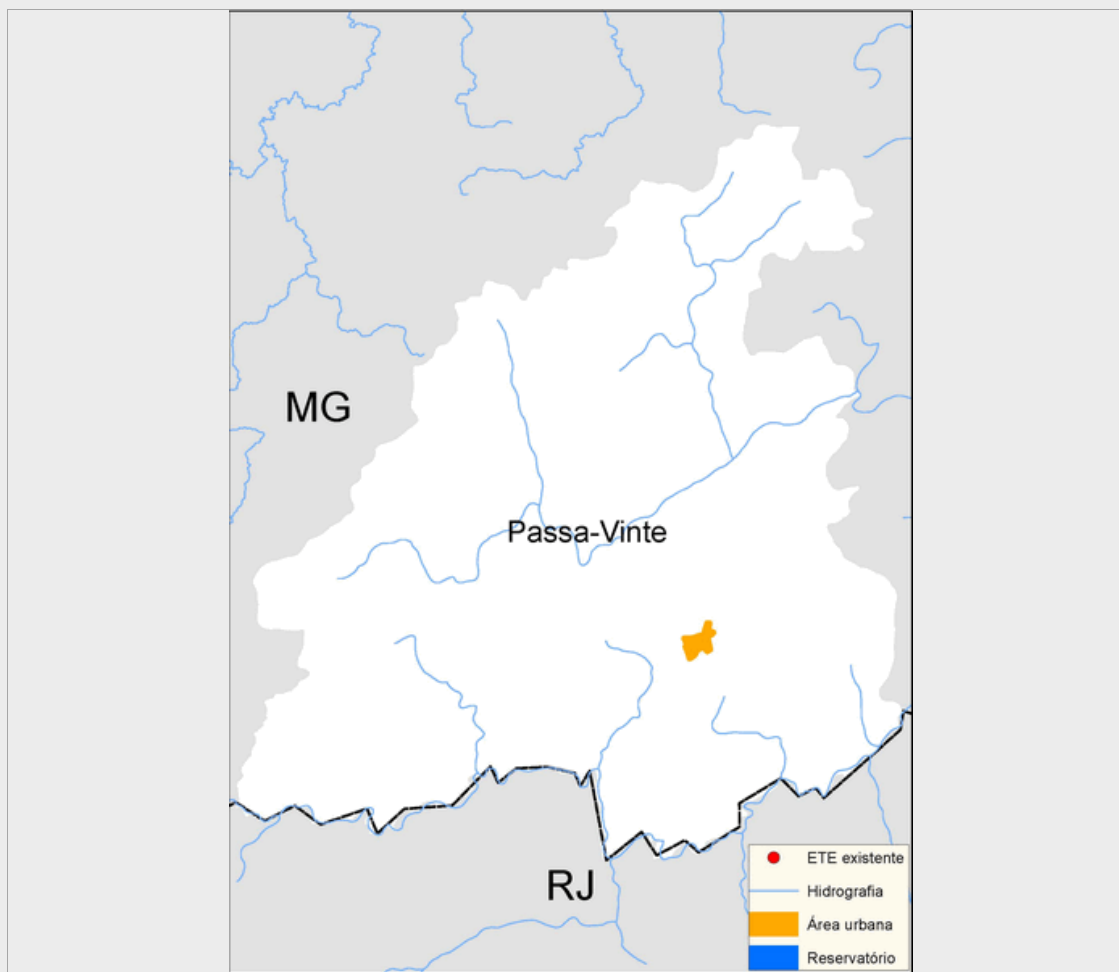 MG
Passa-Vinte
RJ
ETE existente
Hidrografia
Área urbana
Reservatório